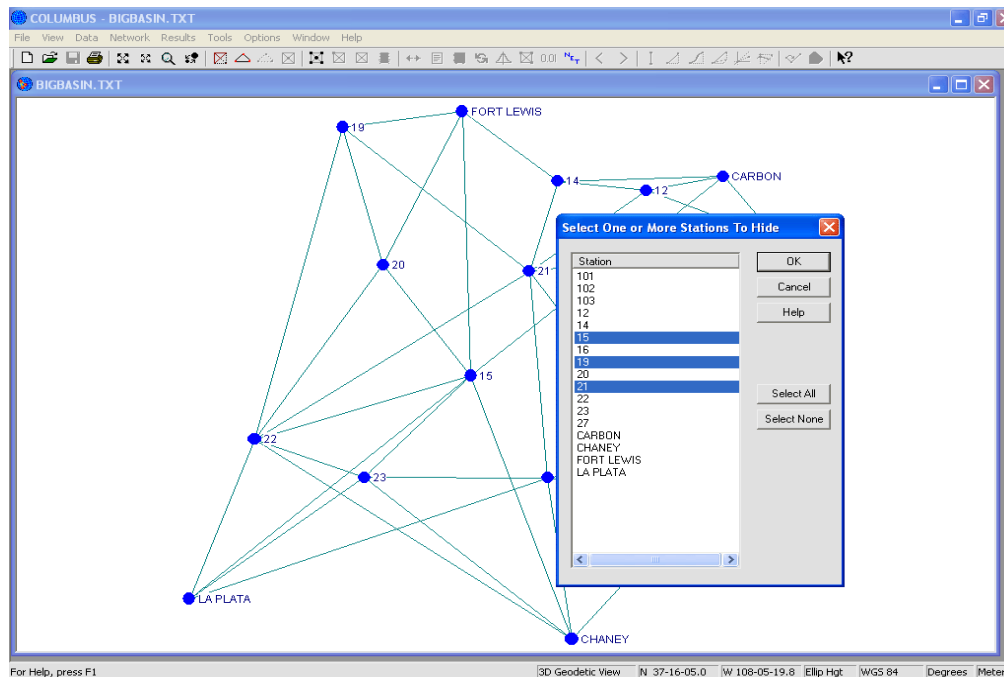 COLUMBUS - BIGBASIN.TXT
File View Data Network Results Tools Options Window Help
0.01
BIGBASIN.TXT
FORT LEWIS
19
14
CARBON
12
20
21
15
22
23
LA PLATA
CHANEY
Select One or More Stations To Hide
Station
101
102
103
12
14
15
16
19
20
21
22
23
27
CARBON
CHANEY
FORT LEWIS
LA PLATA
OK
Cancel
Help
Select All
Select None
For Help, press F1
3D Geodetic View N 37-16-05.0 W 108-05-19.8 Ellip Hgt WGS 84 Degrees Meter